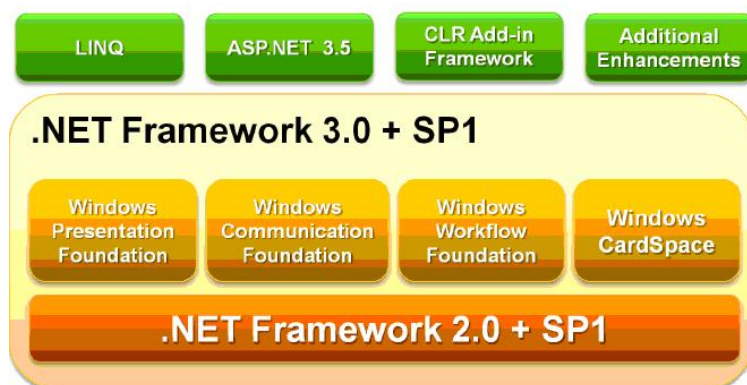 LINQ
ASP.NET 3.5
CLR Add-in
Framework
Additional
Enhancements
.NET Framework 3.0 + SP1
Windows
Presentation
Foundation
Windows
Communication
Foundation
Windows
Workflow
Foundation
Windows
CardSpace
.NET Framework 2.0 + SP1